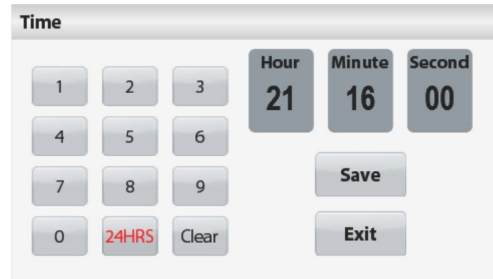 Time
1 2 3
4 5 6
7 8 9
0 24HRS Clear
Hour Minute Second
21 16 00
Save
Exit